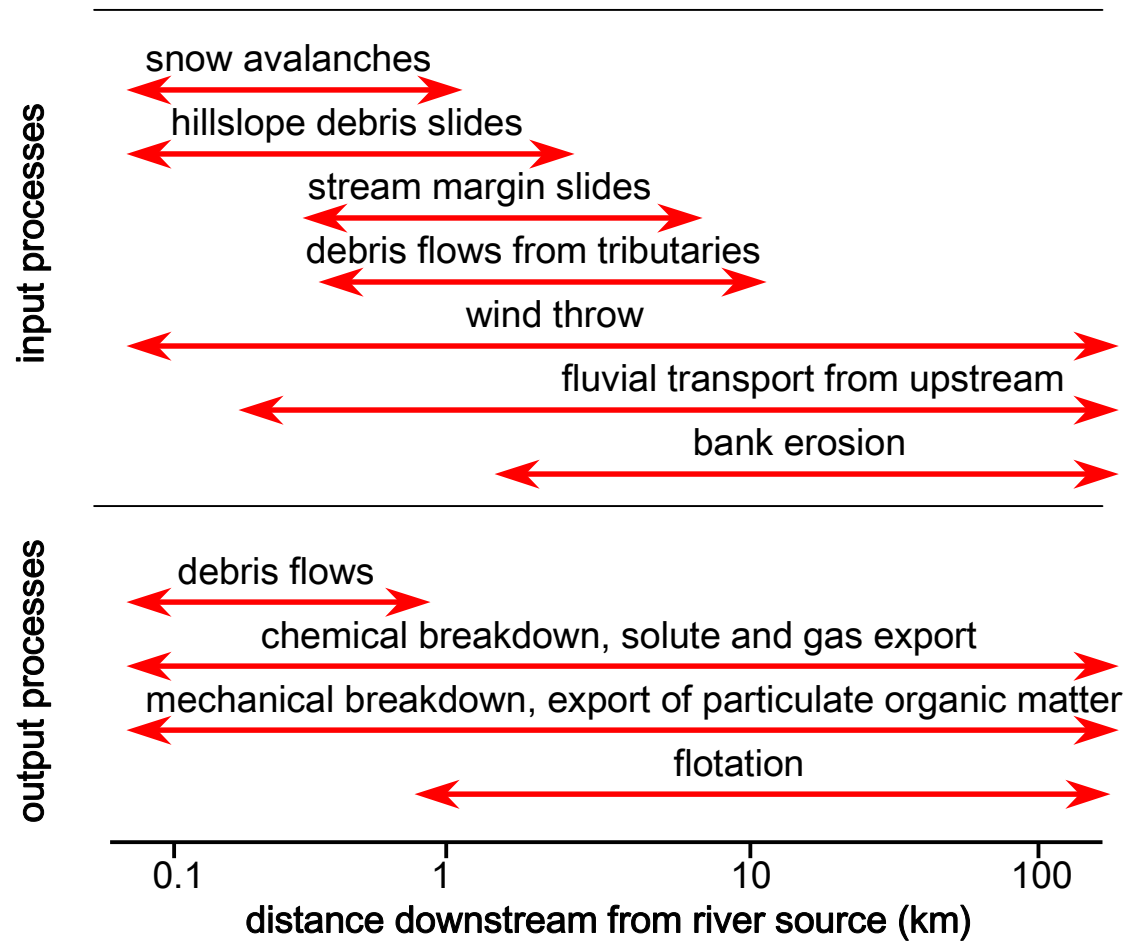 input processes
snow avalanches
hillslope debris slides
stream margin slides
debris flows from tributaries
wind throw
fluvial transport from upstream
bank erosion
output processes
debris flows
chemical breakdown, solute and gas export
mechanical breakdown, export of particulate organic matter
flotation
0.1 1 10 100
distance downstream from river source (km)